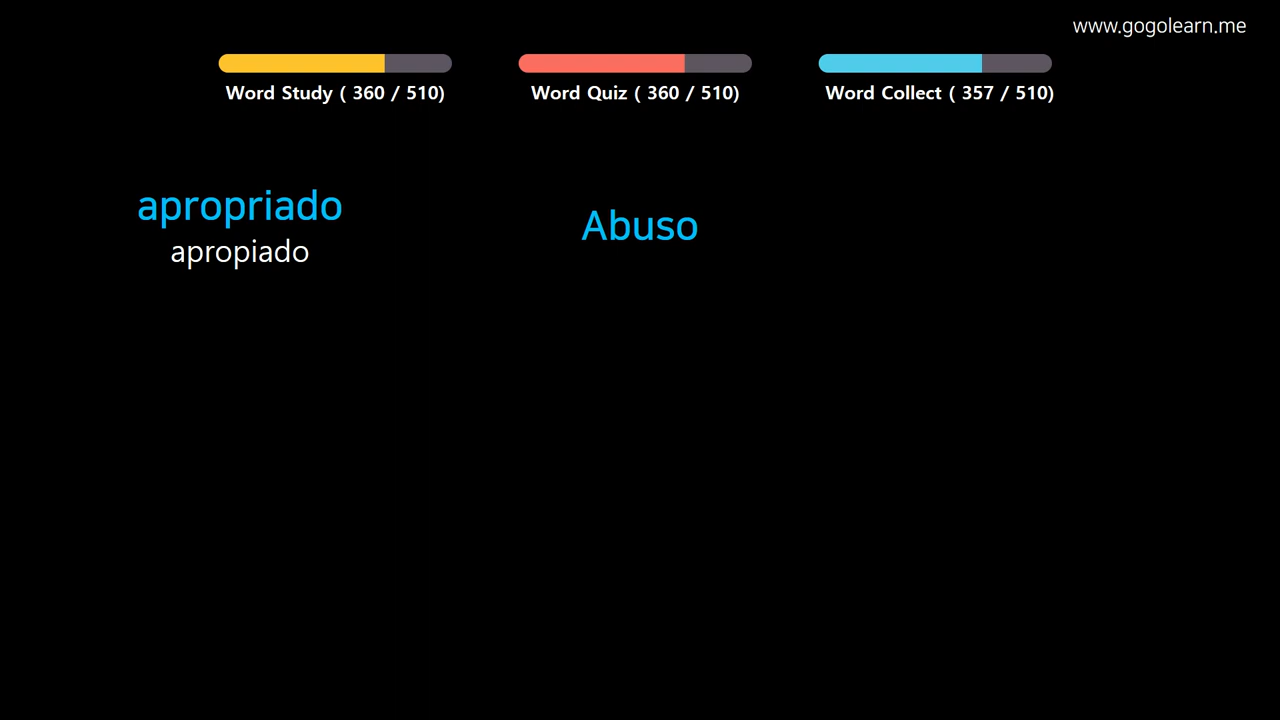 www.gogolearn.me
Word Study ( 360 / 510)
Word Quiz ( 360 / 510)
Word Collect ( 357 / 510)
apropriado
apropiado
Abuso